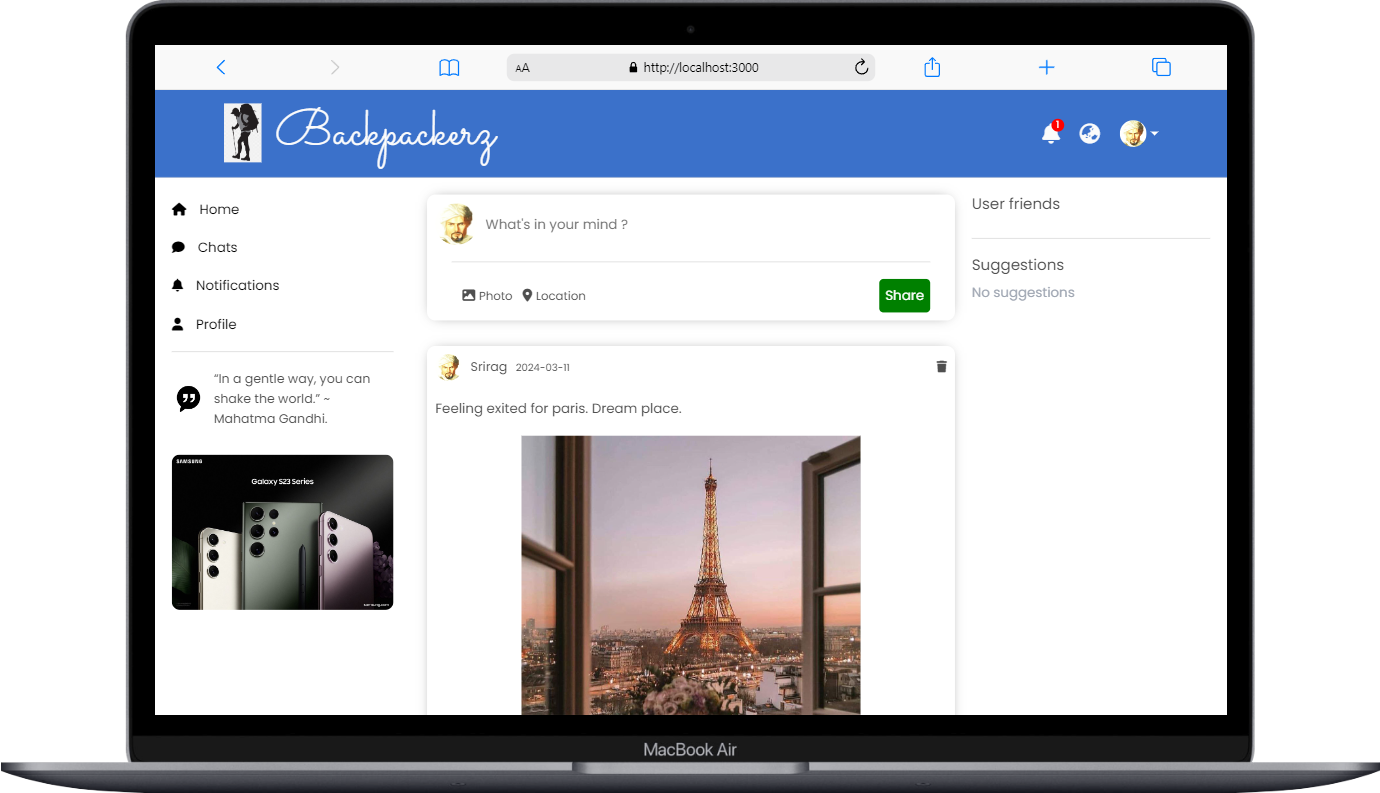 AA
http://localhost:3000
Backpackerz
1
Home
Chats
Notifications
Profile
“In a gentle way, you can
shake the world.” ~
Mahatma Gandhi.
SAMSUNG
Galaxy S23 Series
samsung.com
What's in your mind ?
Photo
Location
Share
Srirag 2024-03-11
Feeling exited for paris. Dream place.
User friends
Suggestions
No suggestions
MacBook Air